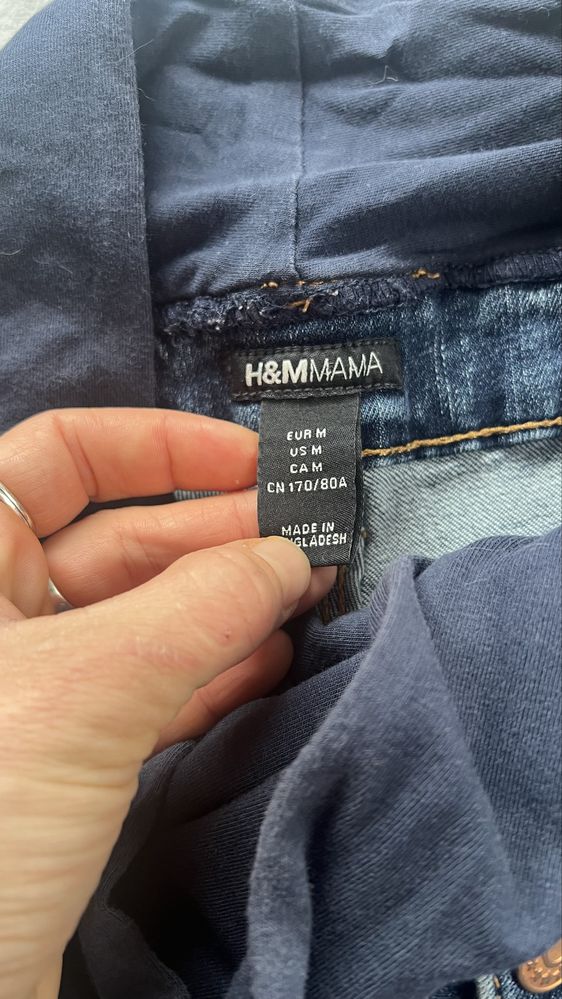 H&MMAMA
EUR M
US M
CA M
CN 170/80A
MADE IN